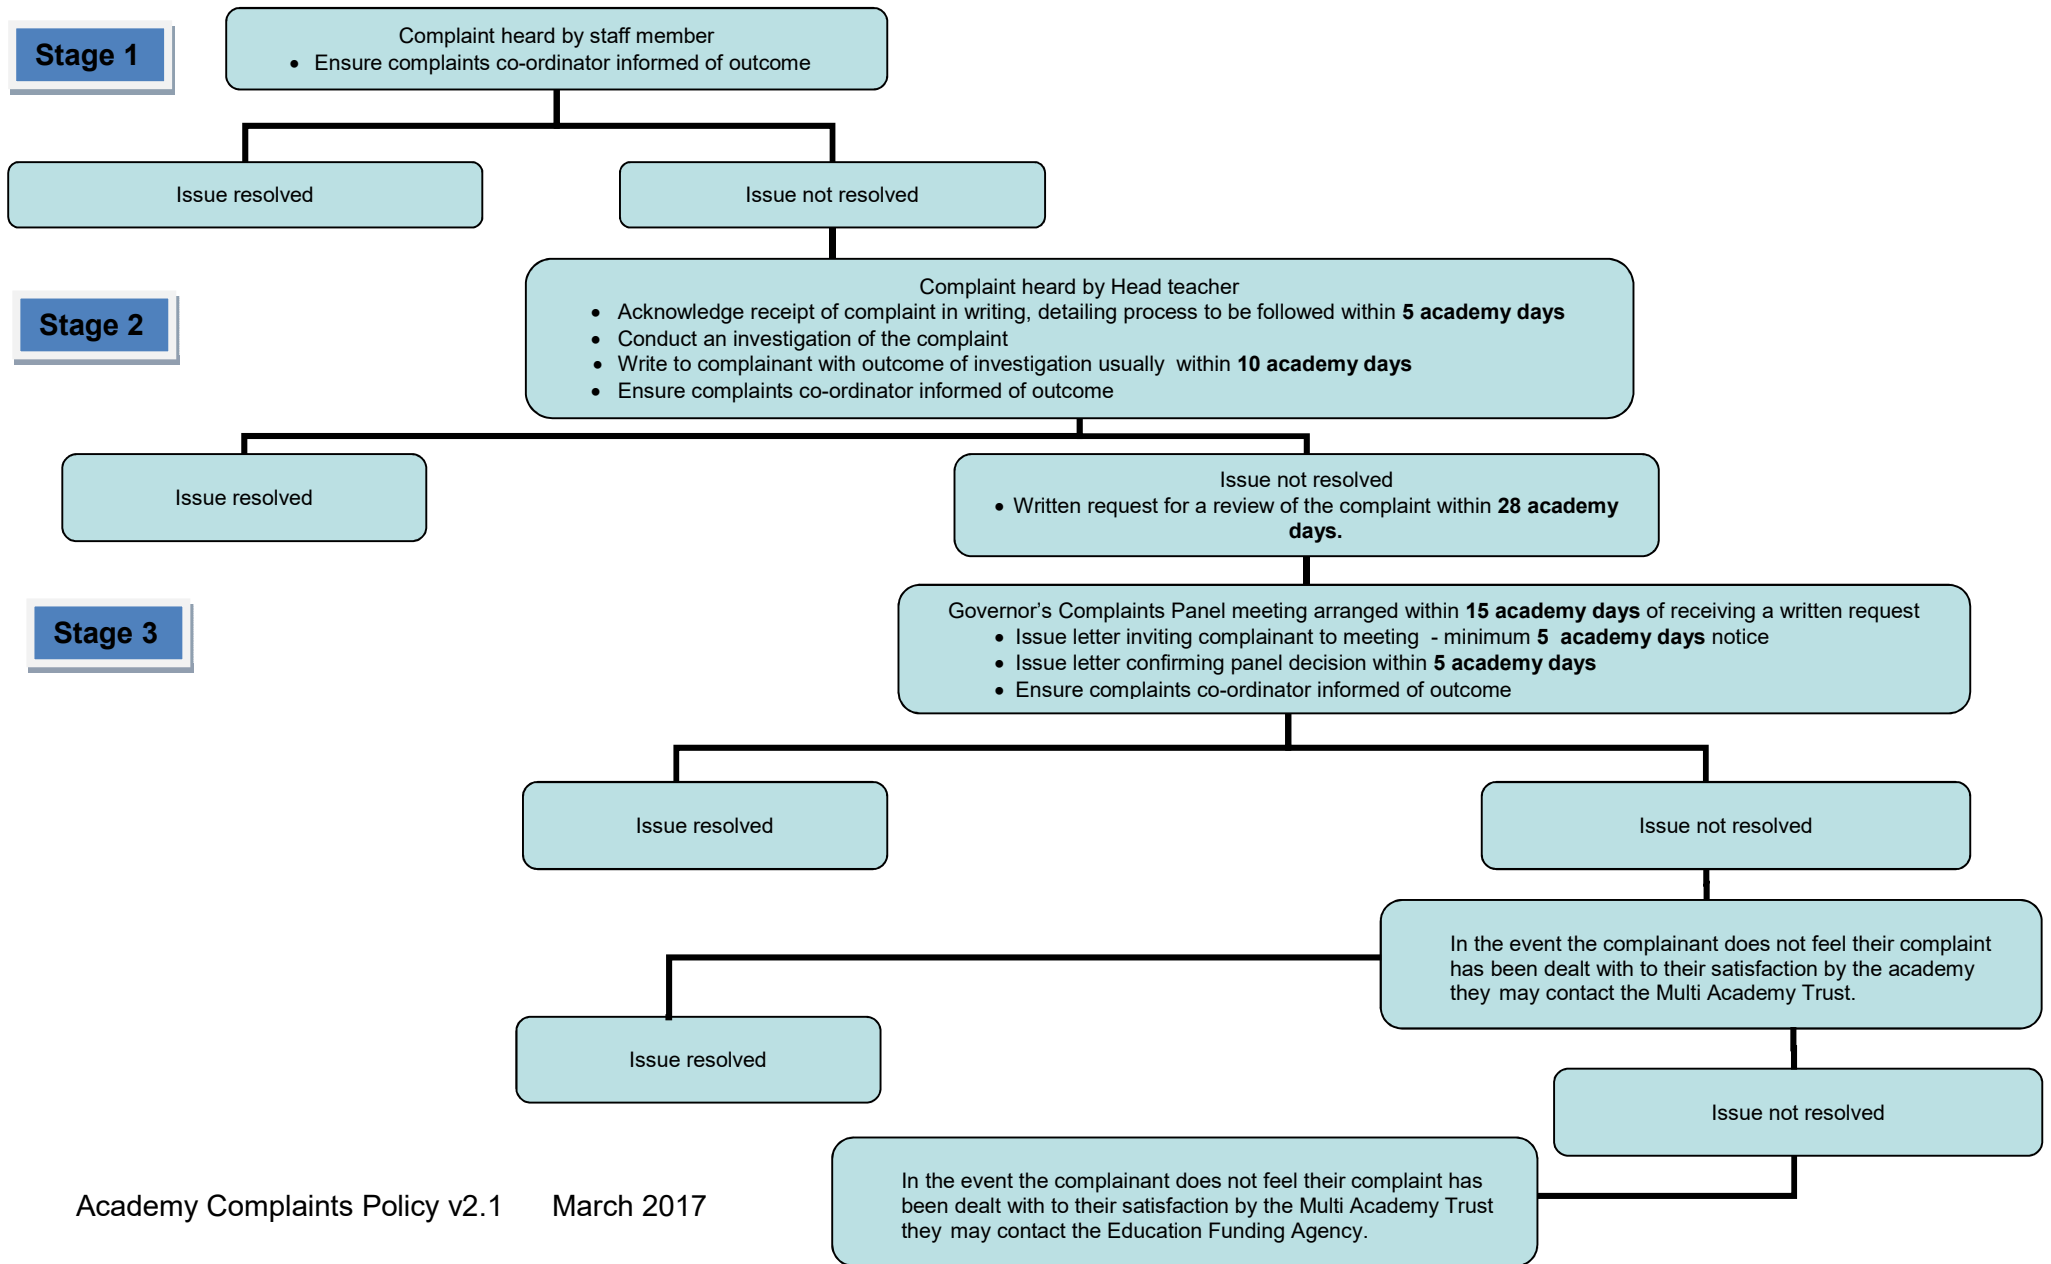 Stage 1
Complaint heard by staff member
• Ensure complaints co-ordinator informed of outcome
Issue resolved
Issue not resolved
Stage 2
Complaint heard by Head teacher
• Acknowledge receipt of complaint in writing, detailing process to be followed within 5 academy days
• Conduct an investigation of the complaint
• Write to complainant with outcome of investigation usually within 10 academy days
• Ensure complaints co-ordinator informed of outcome
Issue resolved
Issue not resolved
• Written request for a review of the complaint within 28 academy
days.
Stage 3
Governor’s Complaints Panel meeting arranged within 15 academy days of receiving a written request
• Issue letter inviting complainant to meeting - minimum 5 academy days notice
• Issue letter confirming panel decision within 5 academy days
• Ensure complaints co-ordinator informed of outcome
Issue resolved
Issue not resolved
In the event the complainant does not feel their complaint
has been dealt with to their satisfaction by the academy
they may contact the Multi Academy Trust.
Issue resolved
Issue not resolved
In the event the complainant does not feel their complaint has
been dealt with to their satisfaction by the Multi Academy Trust
they may contact the Education Funding Agency.
Academy Complaints Policy v2.1 March 2017